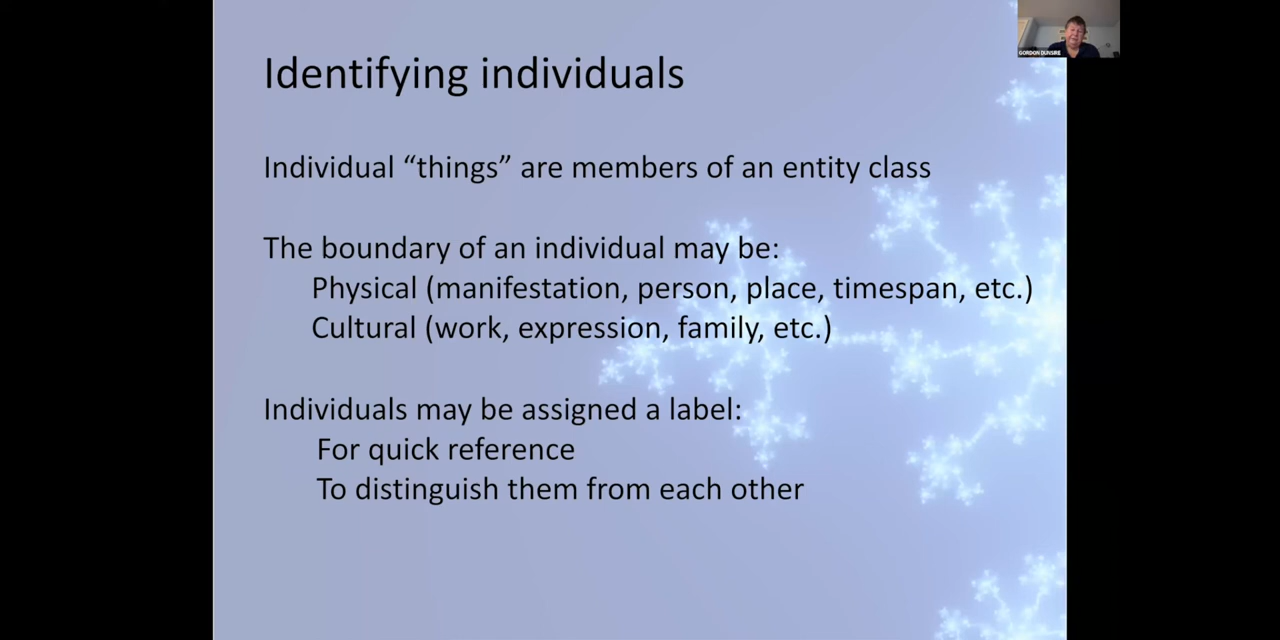 GORDON DUNSIRE
Identifying individuals
Individual “things” are members of an entity class
The boundary of an individual may be:
Physical (manifestation, person, place, timespan, etc.)
Cultural (work, expression, family, etc.)
Individuals may be assigned a label:
For quick reference
To distinguish them from each other